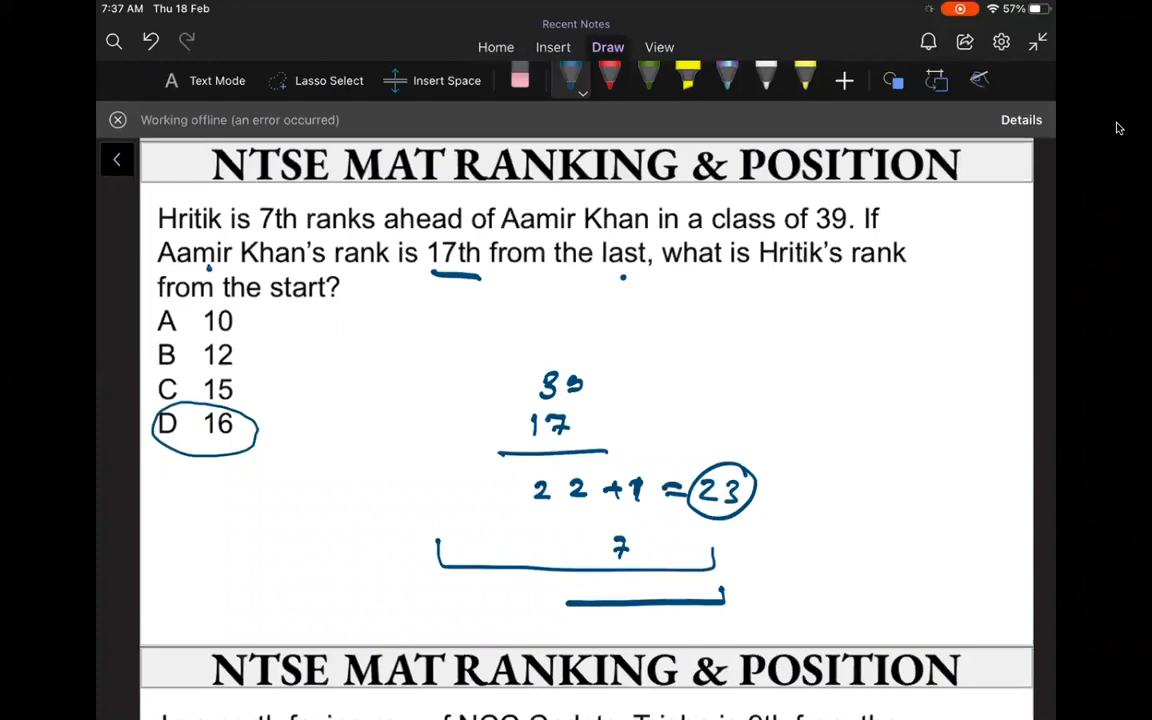 7:37 AM Thu 18 Feb
57%
Recent Notes
Home Insert Draw View
Text Mode Lasso Select Insert Space
Working offline (an error occurred)
Details
NTSE MAT RANKING & POSITION
Hritik is 7th ranks ahead of Aamir Khan in a class of 39. If
Aamir Khan's rank is 17th from the last, what is Hritik's rank
from the start?
A 10
B 12
C 15
D 16
39
17
22 +1 = 23
7
NTSE MAT RANKING & POSITION